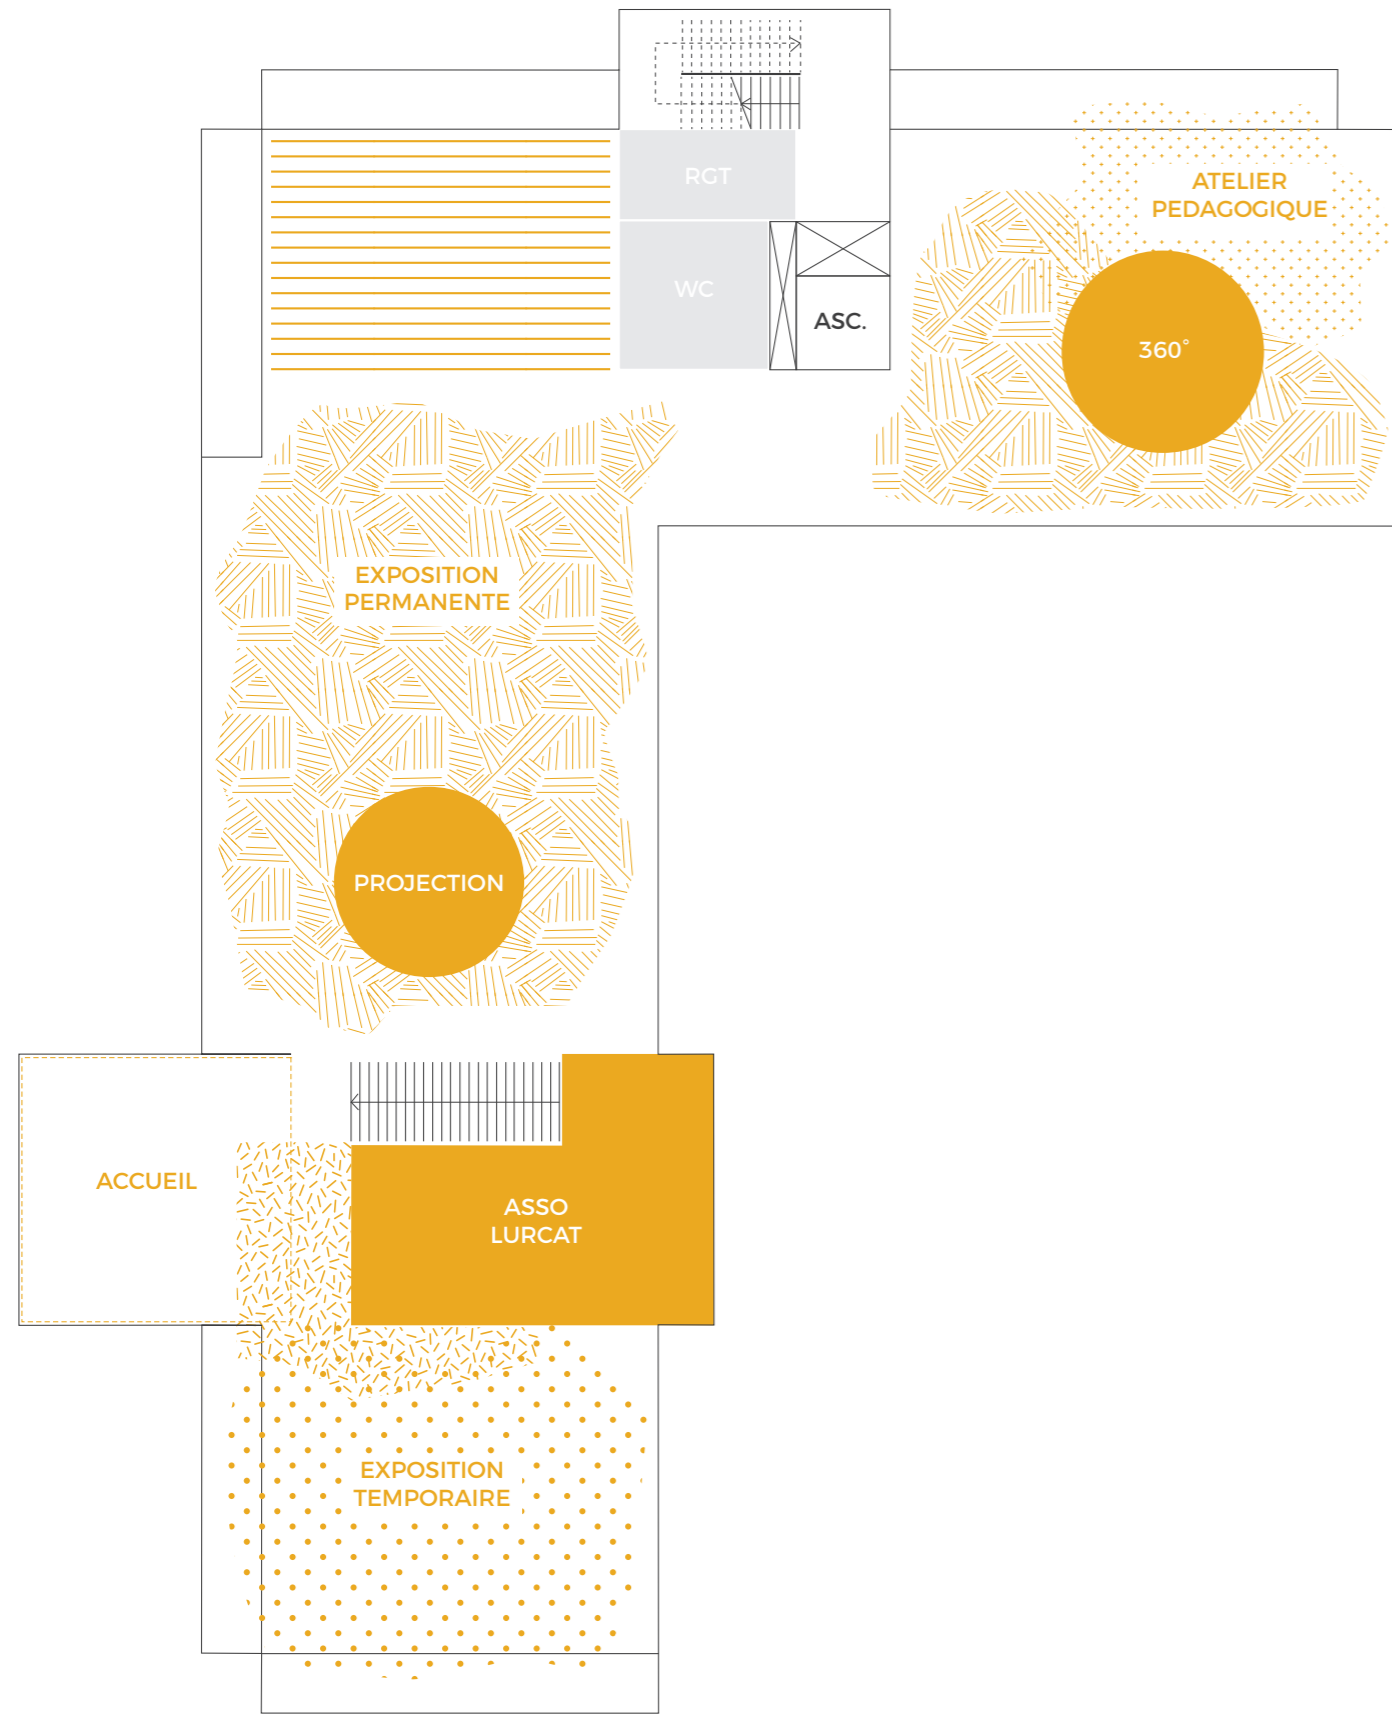 RGT
ATELIER
PEDAGOGIQUE
WC
ASC.
360°
EXPOSITION
PERMANENTE
PROJECTION
ACCUEIL
ASSO
LURCAT
EXPOSITION
TEMPORAIRE